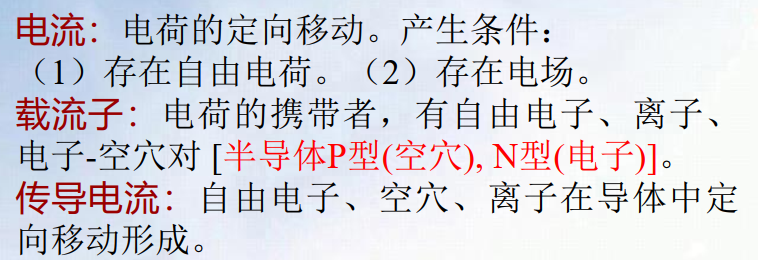 电流：电荷的定向移动。产生条件：
（1）存在自由电荷。（2）存在电场。
载流子：电荷的携带者，有自由电子、离子、
电子-空穴对 [半导体P型(空穴), N型(电子)]。
传导电流：自由电子、空穴、离子在导体中定
向移动形成。